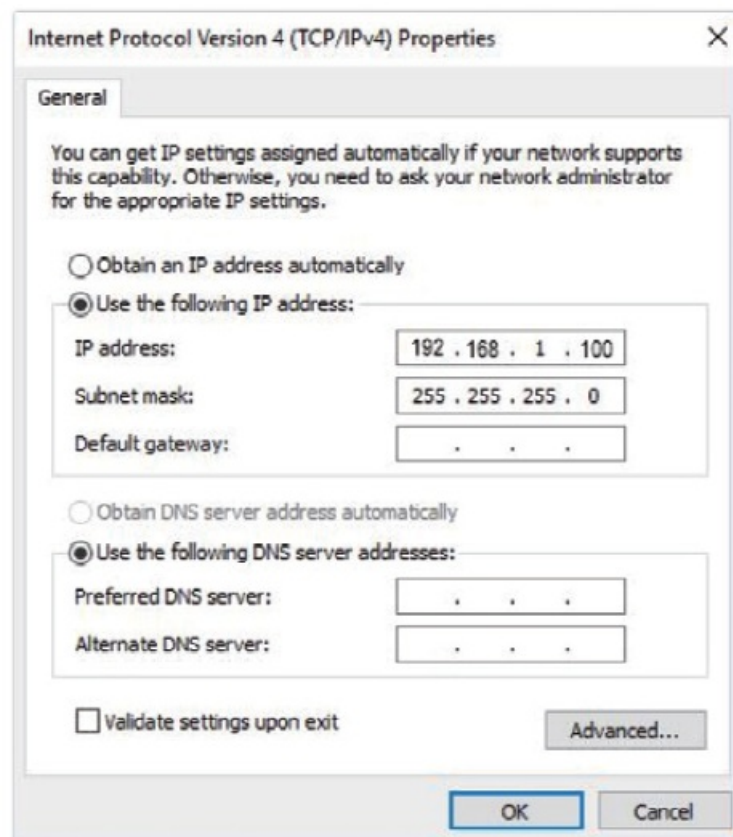 Internet Protocol Version 4 (TCP/IPv4) Properties
General
You can get IP settings assigned automatically if your network supports
this capability. Otherwise, you need to ask your network administrator
for the appropriate IP settings.
Obtain an IP address automatically
Use the following IP address:
IP address: 192 . 168 . 1 . 100
Subnet mask: 255 . 255 . 255 . 0
Default gateway: . . .
Obtain DNS server address automatically
Use the following DNS server addresses:
Preferred DNS server: . . .
Alternate DNS server: . . .
Validate settings upon exit
Advanced...
OK Cancel